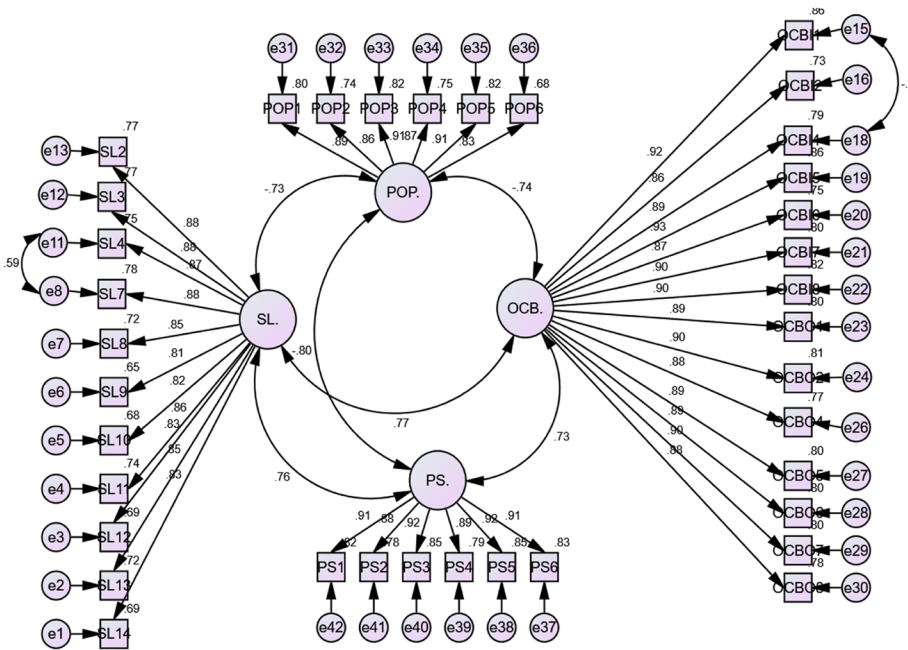 e31 e32 e33 e34 e35 e36
.80 .74 .82 .75 .82 .68
POP1 POP2 POP3 POP4 POP5 POP6
.89 .86 .91 .87 .91 .83
POP.
-.73
-.74
-.80
.77
.76
.73
SL.
OCB.
PS.
.77
e13 SL2
.77
e12 SL3
.75
e11 SL4
.59
.78
e8 SL7
.72
e7 SL8
.65
e6 SL9
.68
e5 SL10
.74
e4 SL11
.69
e3 SL12
.72
e2 SL13
.69
e1 SL14
.88
.88
.87
.88
.85
.81
.82
.86
.83
.85
.83
.91 .88 .92 .89 .92 .91
.82 .78 .85 .79 .85 .83
PS1 PS2 PS3 PS4 PS5 PS6
e42 e41 e40 e39 e38 e37
.92
.86
.89
.93
.87
.90
.90
.89
.90
.88
.89
.89
.90
.88
.86
OCBI1 e15
.73
OCBI2 e16
.79
OCBI4 e18
.86
OCBI5 e19
.75
OCBI6 e20
.80
OCBI7 e21
.82
OCBI8 e22
.80
OCBO1 e23
.81
OCBO2 e24
.77
OCBO4 e26
.80
OCBO5 e27
.80
OCBO6 e28
.80
OCBO7 e29
.78
OCBO8 e30